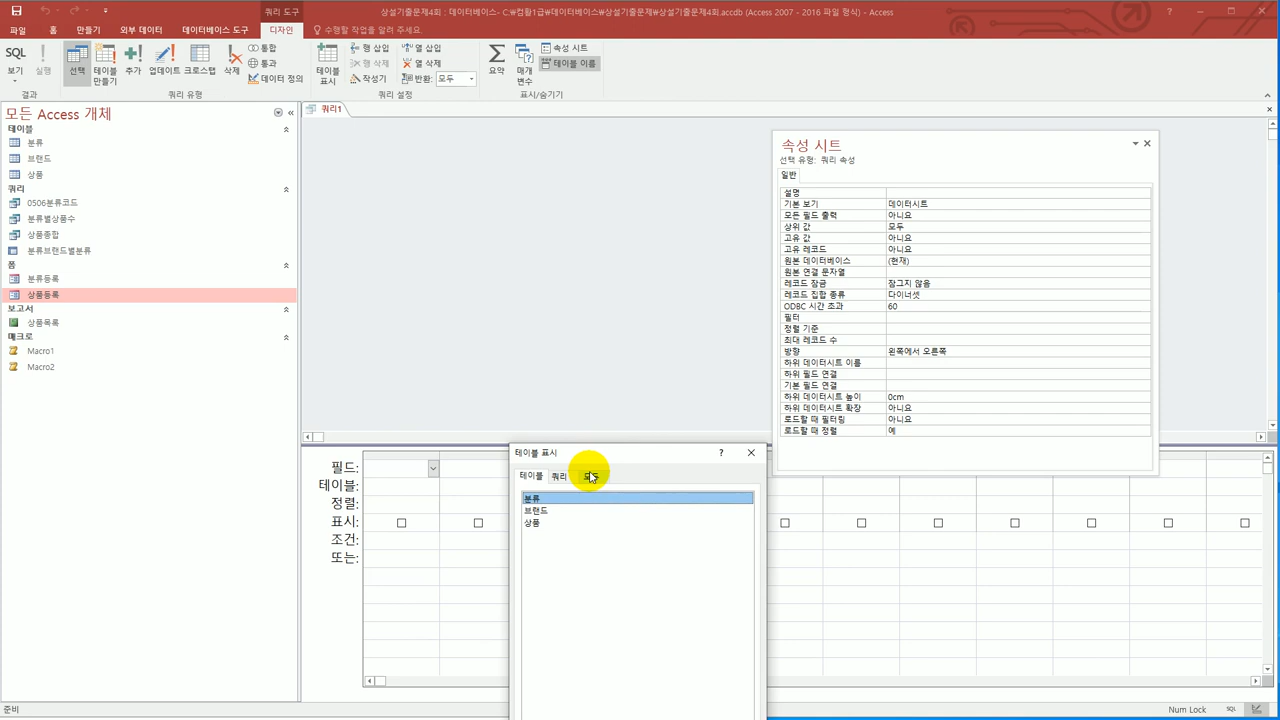 쿼리 도구
상설기출문제4회 : 데이터베이스- C:₩컴활1급₩데이터베이스₩상설기출문제₩상설기출문제4회.accdb (Access 2007 - 2016 파일 형식) - Access
파일 홈 만들기 외부 데이터 데이터베이스 도구 디자인 수행할 작업을 알려 주세요.
SQL
보기
실행
선택
테이블
만들기
추가
업데이트
크로스탭
삭제
통합
통과
데이터 정의
테이블
표시
행 삽입
행 삭제
작성기
열 삽입
열 삭제
반환: 모두
요약
매개
변수
속성 시트
테이블 이름
결과
쿼리 유형
쿼리 설정
표시/숨기기
모든 Access 개체
테이블
분류
브랜드
상품
쿼리
0506분류코드
분류별상품수
상품종합
분류브랜드별분류
폼
분류등록
상품등록
보고서
상품목록
매크로
Macro1
Macro2
쿼리1
속성 시트
선택 유형: 쿼리 속성
일반
설명
기본 보기 데이터시트
모든 필드 출력 아니요
상위 값 모두
고유 값 아니요
고유 레코드 아니요
원본 데이터베이스 (현재)
원본 연결 문자열
레코드 잠금 잠그지 않음
레코드 집합 종류 다이너셋
ODBC 시간 초과 60
필터
정렬 기준
최대 레코드 수
방향 왼쪽에서 오른쪽
하위 데이터시트 이름
하위 필드 연결
기본 필드 연결
하위 데이터시트 높이 0cm
하위 데이터시트 확장 아니요
로드할 때 필터링 아니요
로드할 때 정렬 예
필드:
테이블:
정렬:
표시:
조건:
또는:
테이블 표시
테이블 쿼리 모두
분류
브랜드
상품
준비
Num Lock SQL